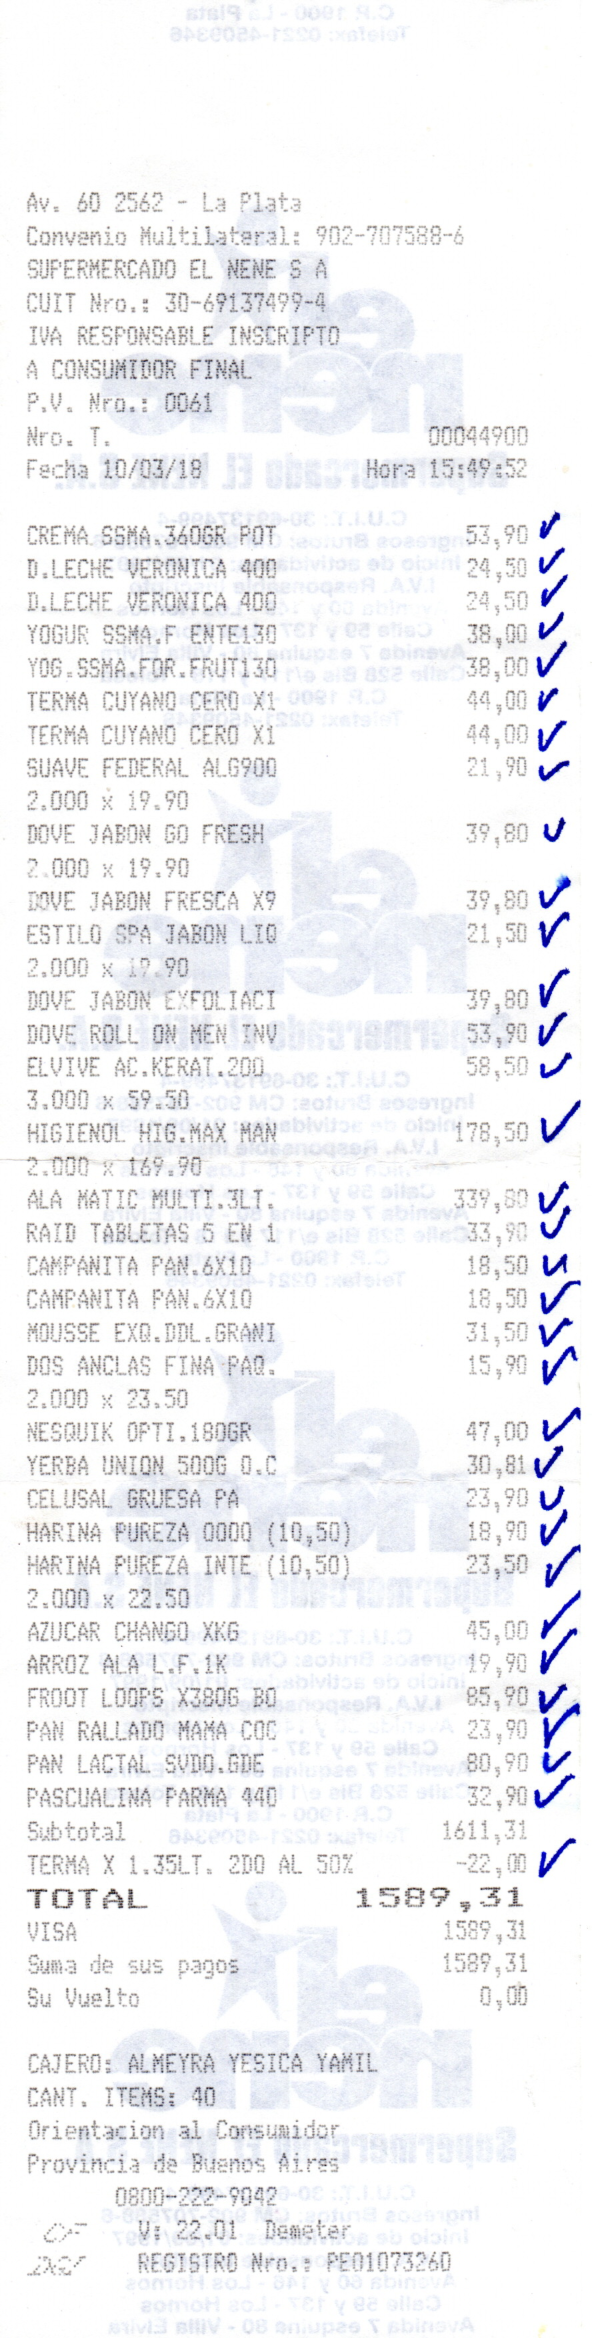 Av. 60 2562 - La Plata
Convenio Multilateral: 902-707588-6
SUPERMERCADO EL NENE S A
CUIT Nro.: 30-69137499-4
IVA RESPONSABLE INSCRIPTO
A CONSUMIDOR FINAL
P.V. Nro.: 0061
Nro. T. 00044900
Fecha 10/03/18 Hora 15:49:52
CREMA SSMA.360GR POT 53,90
D.LECHE VERONICA 400 24,50
D.LECHE VERONICA 400 24,50
YOGUR SSMA.F ENTE130 38,00
YOG.SSMA.FOR.FRUT130 38,00
TERMA CUYANO CERO X1 44,00
TERMA CUYANO CERO X1 44,00
SUAVE FEDERAL ALG900 21,90
2.000 x 19.90
DOVE JABON GO FRESH 39,80
2.000 x 19.90
DOVE JABON FRESCA X9 39,80
ESTILO SPA JABON LIQ 21,50
2.000 x 19.90
DOVE JABON EXFOLIACI 39,80
DOVE ROLL ON MEN INV 53,90
ELVIVE AC.KERAT.200 58,50
3.000 x 59.50
HIGIENOL HIG.MAX MAN 178,50
2.000 x 169.90
ALA MATIC MULTI.3LT. 339,80
RAID TABLETAS 5 EN 1 33,90
CAMPANITA PAN.6X10 18,50
CAMPANITA PAN.6X10 18,50
MOUSSE EXQ.DDL.GRANI 31,50
DOS ANCLAS FINA PAQ. 15,90
2.000 x 23.50
NESQUIK OPTI.180GR 47,00
YERBA UNION 500G O.C 30,81
CELUSAL GRUESA PA 23,90
HARINA PUREZA 0000 (10,50) 18,90
HARINA PUREZA INTE (10,50) 23,50
2.000 x 22.50
AZUCAR CHANGO XKG 45,00
ARROZ ALA L.F.1K 19,90
FROOT LOOPS X380G BO 85,90
PAN RALLADO MAMA COC 23,90
PAN LACTAL SUDO.GDE 80,90
PASCUALINA PARMA 440 32,90
Subtotal 1611,31
TERMA X 1.35LT. 2DO AL 50% -22,00
TOTAL 1589,31
VISA 1589,31
Suma de sus pagos 1589,31
Su Vuelto 0,00
CAJERO: ALMEYRA YESICA YAMIL
CANT. ITEMS: 40
Orientacion al Consumidor
Provincia de Buenos Aires
0800-222-9042
CF V: 22.01 Demeter
DGI REGISTRO Nro.: PEO1073260